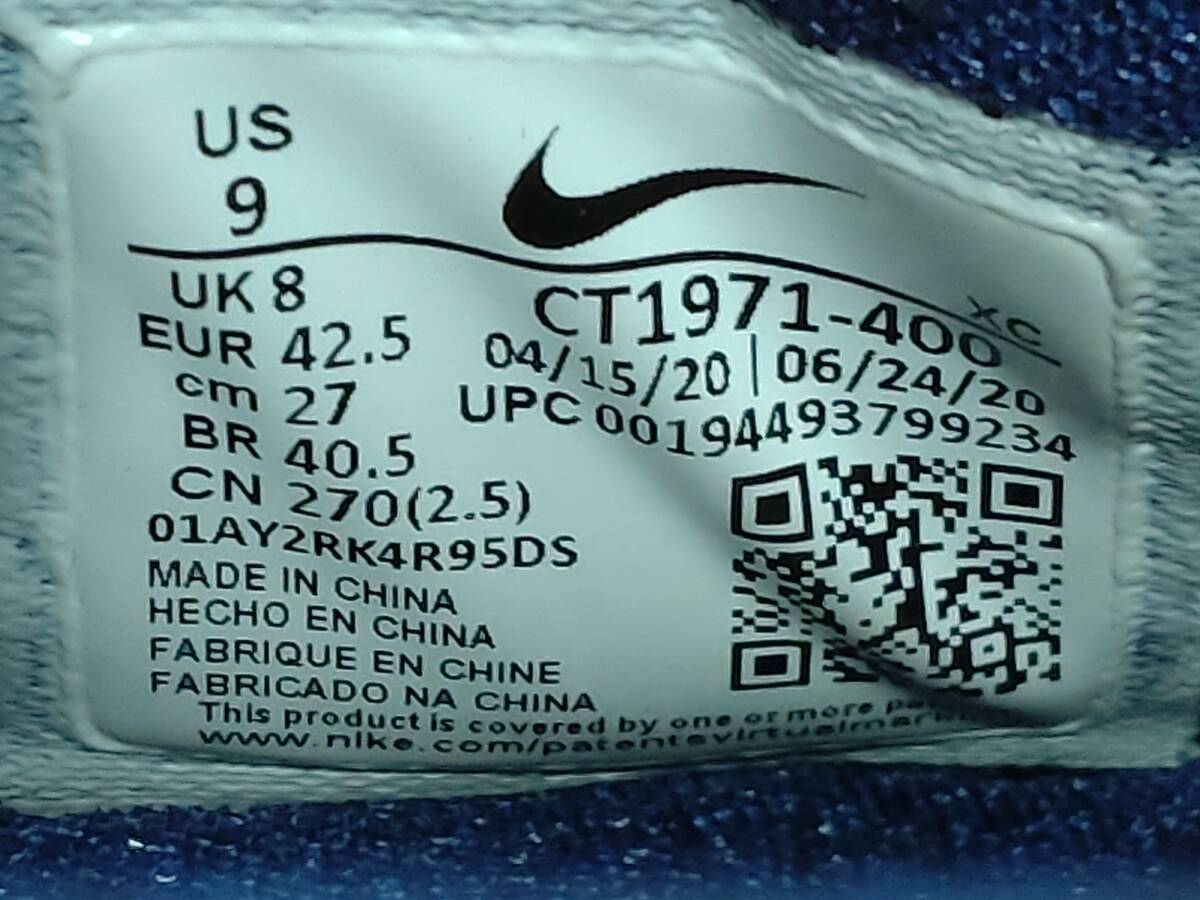 US
9
UK 8
EUR 42.5
cm 27
BR 40.5
CN 270(2.5)
01AY2RK4R95DS
MADE IN CHINA
HECHO EN CHINA
FABRIQUE EN CHINE
FABRICADO NA CHINA
XC
CT1971-400
04/15/20 | 06/24/20
UPC 00194493799234
This product is covered by one or more
www.nike.com/patentsvirtualmar